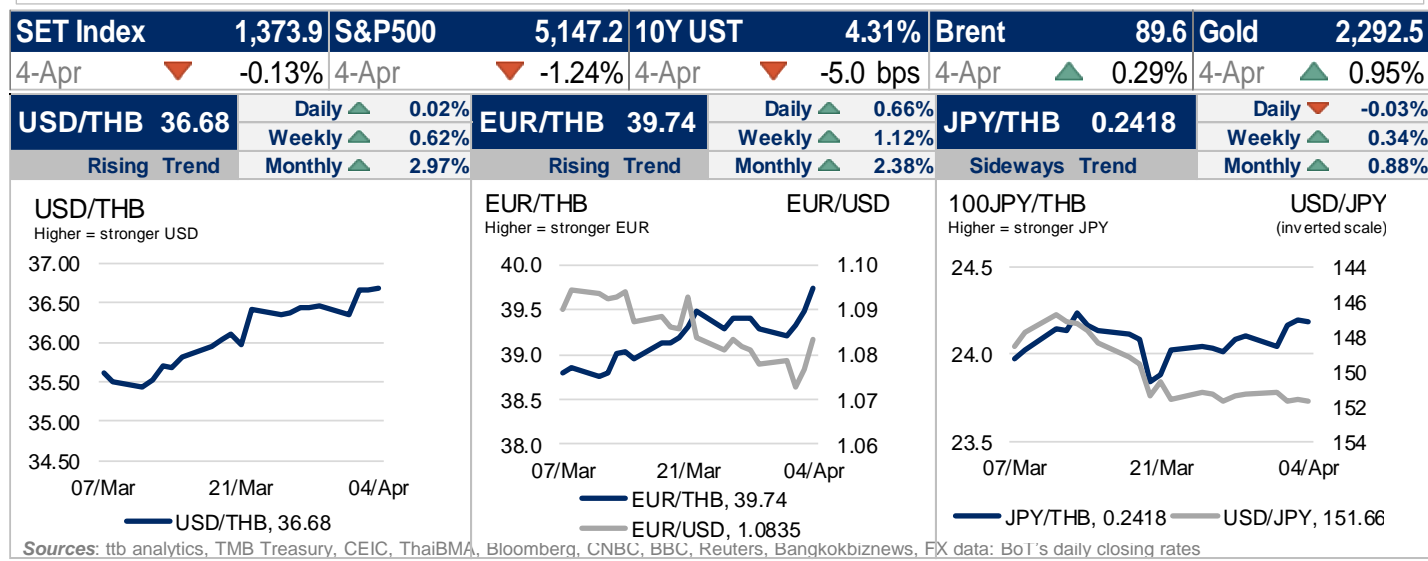 SET Index 1,373.9 S&P500 5,147.2 10Y UST 4.31% Brent 89.6 Gold 2,292.5
4-Apr -0.13% 4-Apr -1.24% 4-Apr -5.0 bps 4-Apr 0.29% 4-Apr 0.95%
USD/THB 36.68
Daily 0.02%
Weekly 0.62%
Rising Trend Monthly 2.97%
EUR/THB 39.74
Daily 0.66%
Weekly 1.12%
Rising Trend Monthly 2.38%
JPY/THB 0.2418
Daily -0.03%
Weekly 0.34%
Sideways Trend Monthly 0.88%
USD/THB
Higher = stronger USD
37.00
36.50
36.00
35.50
35.00
34.50
07/Mar 21/Mar 04/Apr
USD/THB, 36.68
EUR/THB EUR/USD
Higher = stronger EUR
40.0 1.10
39.5 1.09
39.0 1.08
38.5 1.07
38.0 1.06
07/Mar 21/Mar 04/Apr
EUR/THB, 39.74
EUR/USD, 1.0835
100JPY/THB USD/JPY
Higher = stronger JPY (inverted scale)
24.5 144
146
148
24.0 150
152
23.5 154
07/Mar 21/Mar 04/Apr
JPY/THB, 0.2418 USD/JPY, 151.66
Sources: ttb analytics, TMB Treasury, CEIC, ThaiBMA, Bloomberg, CNBC, BBC, Reuters, Bangkokbiznews, FX data: BoT's daily closing rates